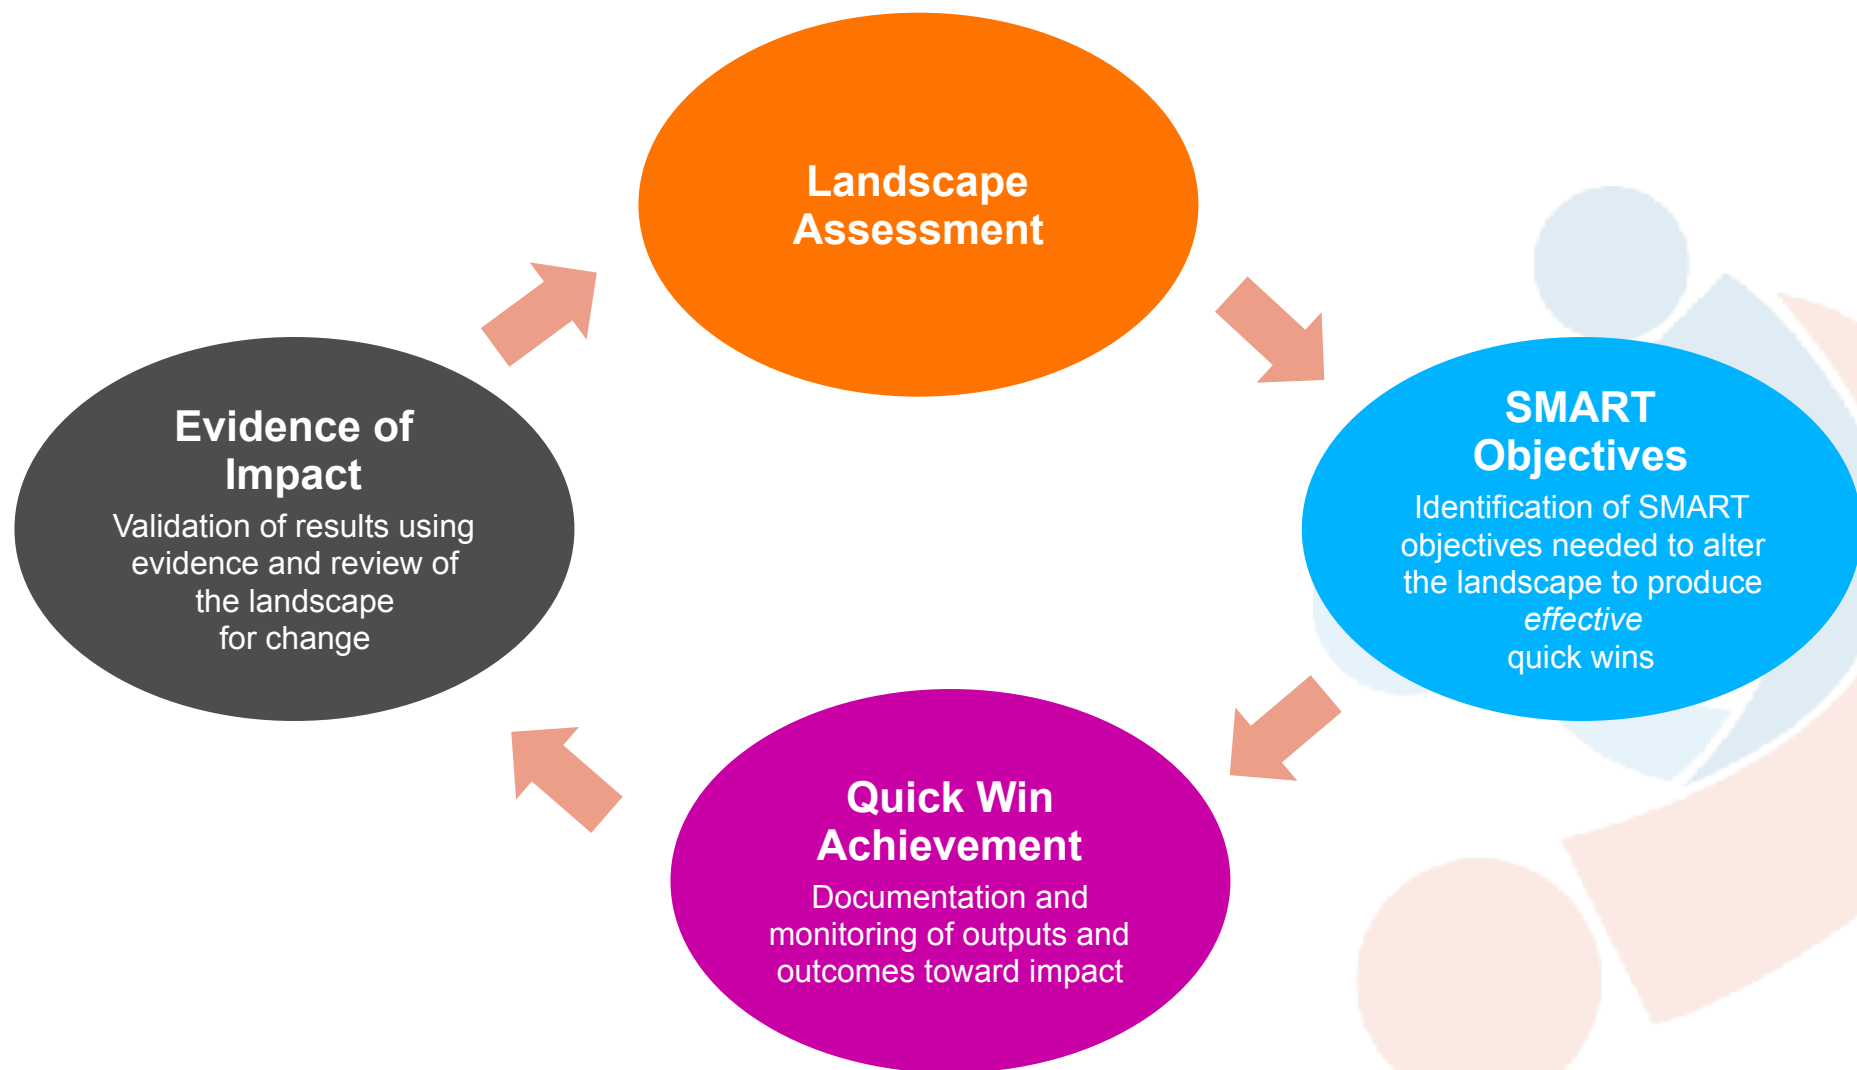 Landscape
Assessment
SMART
Objectives
Identification of SMART
objectives needed to alter
the landscape to produce
effective
quick wins
Quick Win
Achievement
Documentation and
monitoring of outputs and
outcomes toward impact
Evidence of
Impact
Validation of results using
evidence and review of
the landscape
for change